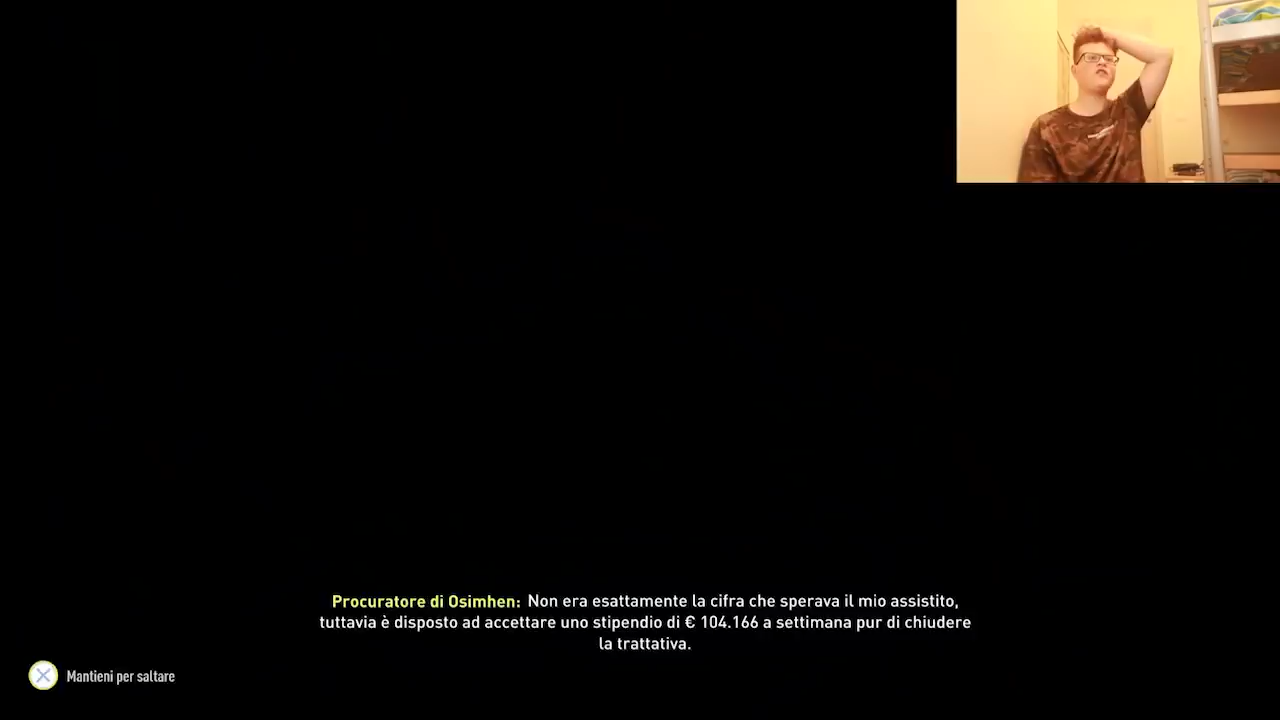 Procuratore di Osimhen: Non era esattamente la cifra che sperava il mio assistito,
tuttavia è disposto ad accettare uno stipendio di € 104.166 a settimana pur di chiudere
la trattativa.
Mantieni per saltare